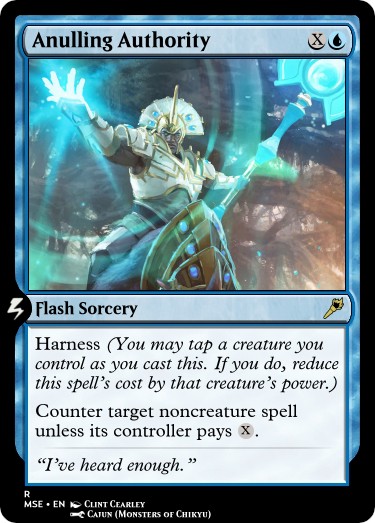 Anulling Authority X
Flash Sorcery
Harness (You may tap a creature you
control as you cast this. If you do, reduce
this spell's cost by that creature's power.)
Counter target noncreature spell
unless its controller pays X.
"I've heard enough."
R
MSE • EN Clint Cearley
Cajun (Monsters of Chikyu)